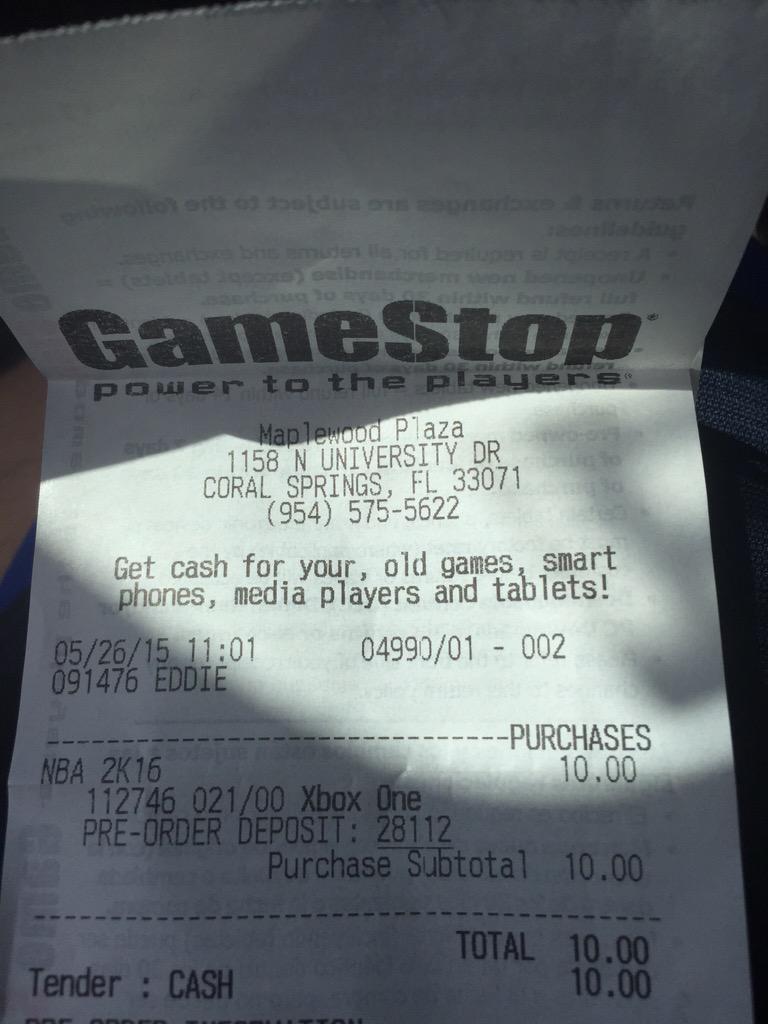 GameStop
power to the players
Maplewood Plaza
1158 N UNIVERSITY DR
CORAL SPRINGS, FL 33071
(954) 575-5622
Get cash for your, old games, smart
phones, media players and tablets!
05/26/15 11:01 04990/01 - 002
091476 EDDIE
PURCHASES
NBA 2K16 10.00
112746 021/00 Xbox One
PRE-ORDER DEPOSIT: 28112
Purchase Subtotal 10.00
TOTAL 10.00
Tender : CASH 10.00
PRE-ORDER INFORMATION